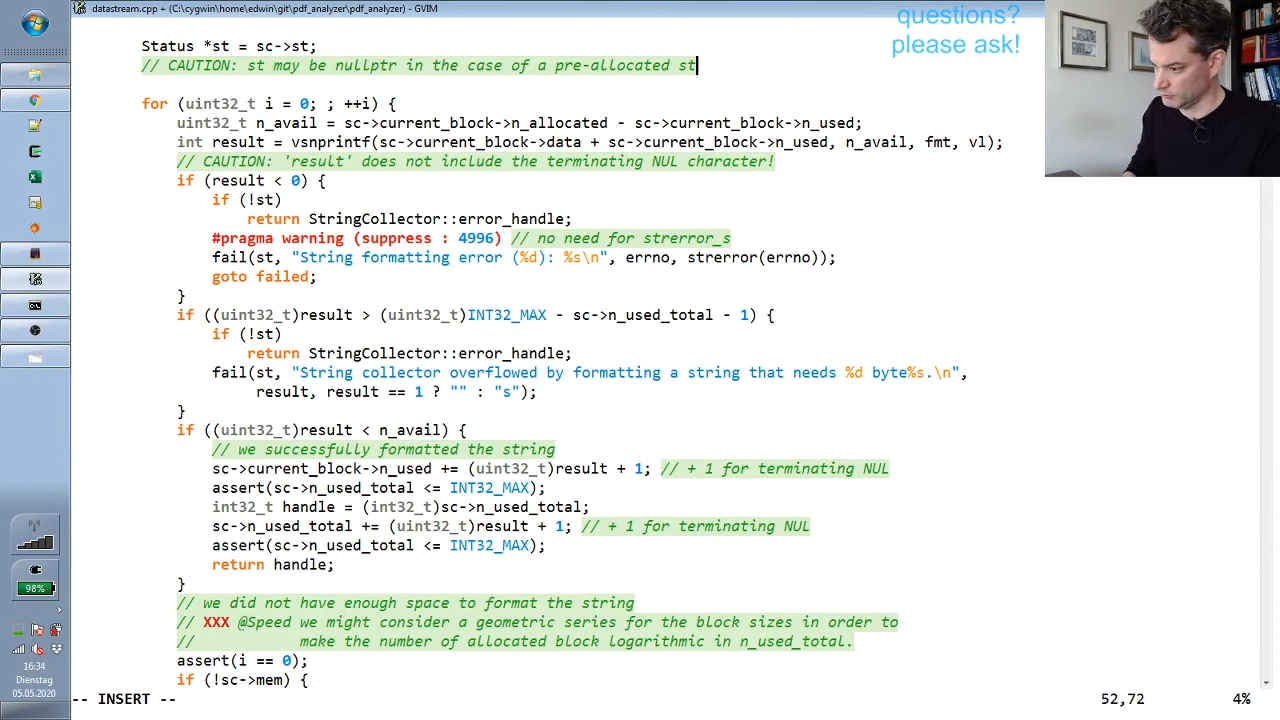 datastream.cpp + (C:\cygwin\home\edwin\git\pdf_analyzer\pdf_analyzer) - GVIM
questions?
please ask!
Status *st = sc->st;
// CAUTION: st may be nullptr in the case of a pre-allocated st
for (uint32_t i = 0; ; ++i) {
uint32_t n_avail = sc->current_block->n_allocated - sc->current_block->n_used;
int result = vsnprintf(sc->current_block->data + sc->current_block->n_used, n_avail, fmt, vl);
// CAUTION: 'result' does not include the terminating NUL character!
if (result < 0) {
if (!st)
return StringCollector::error_handle;
#pragma warning (suppress : 4996) // no need for strerror_s
fail(st, "String formatting error (%d): %s\n", errno, strerror(errno));
goto failed;
}
if ((uint32_t)result > (uint32_t)INT32_MAX - sc->n_used_total - 1) {
if (!st)
return StringCollector::error_handle;
fail(st, "String collector overflowed by formatting a string that needs %d byte%s.\n",
result, result == 1 ? "" : "s");
}
if ((uint32_t)result < n_avail) {
// we successfully formatted the string
sc->current_block->n_used += (uint32_t)result + 1; // + 1 for terminating NUL
assert(sc->n_used_total <= INT32_MAX);
int32_t handle = (int32_t)sc->n_used_total;
sc->n_used_total += (uint32_t)result + 1; // + 1 for terminating NUL
assert(sc->n_used_total <= INT32_MAX);
return handle;
}
// we did not have enough space to format the string
// XXX @Speed we might consider a geometric series for the block sizes in order to
// make the number of allocated block logarithmic in n_used_total.
assert(i == 0);
if (!sc->mem) {
-- INSERT --
52,72
4%
98%
16:34
Dienstag
05.05.2020